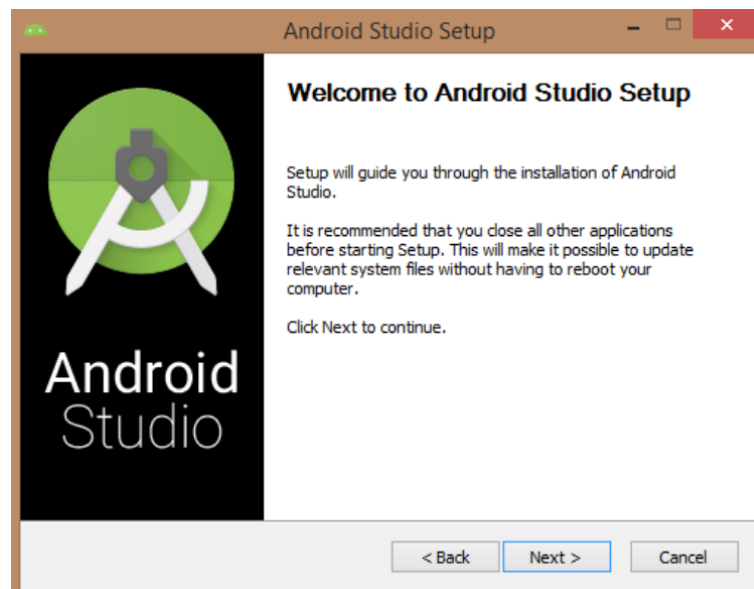 Android Studio Setup
Welcome to Android Studio Setup
Setup will guide you through the installation of Android
Studio.
It is recommended that you close all other applications
before starting Setup. This will make it possible to update
relevant system files without having to reboot your
computer.
Click Next to continue.
Android
Studio
< Back
Next >
Cancel